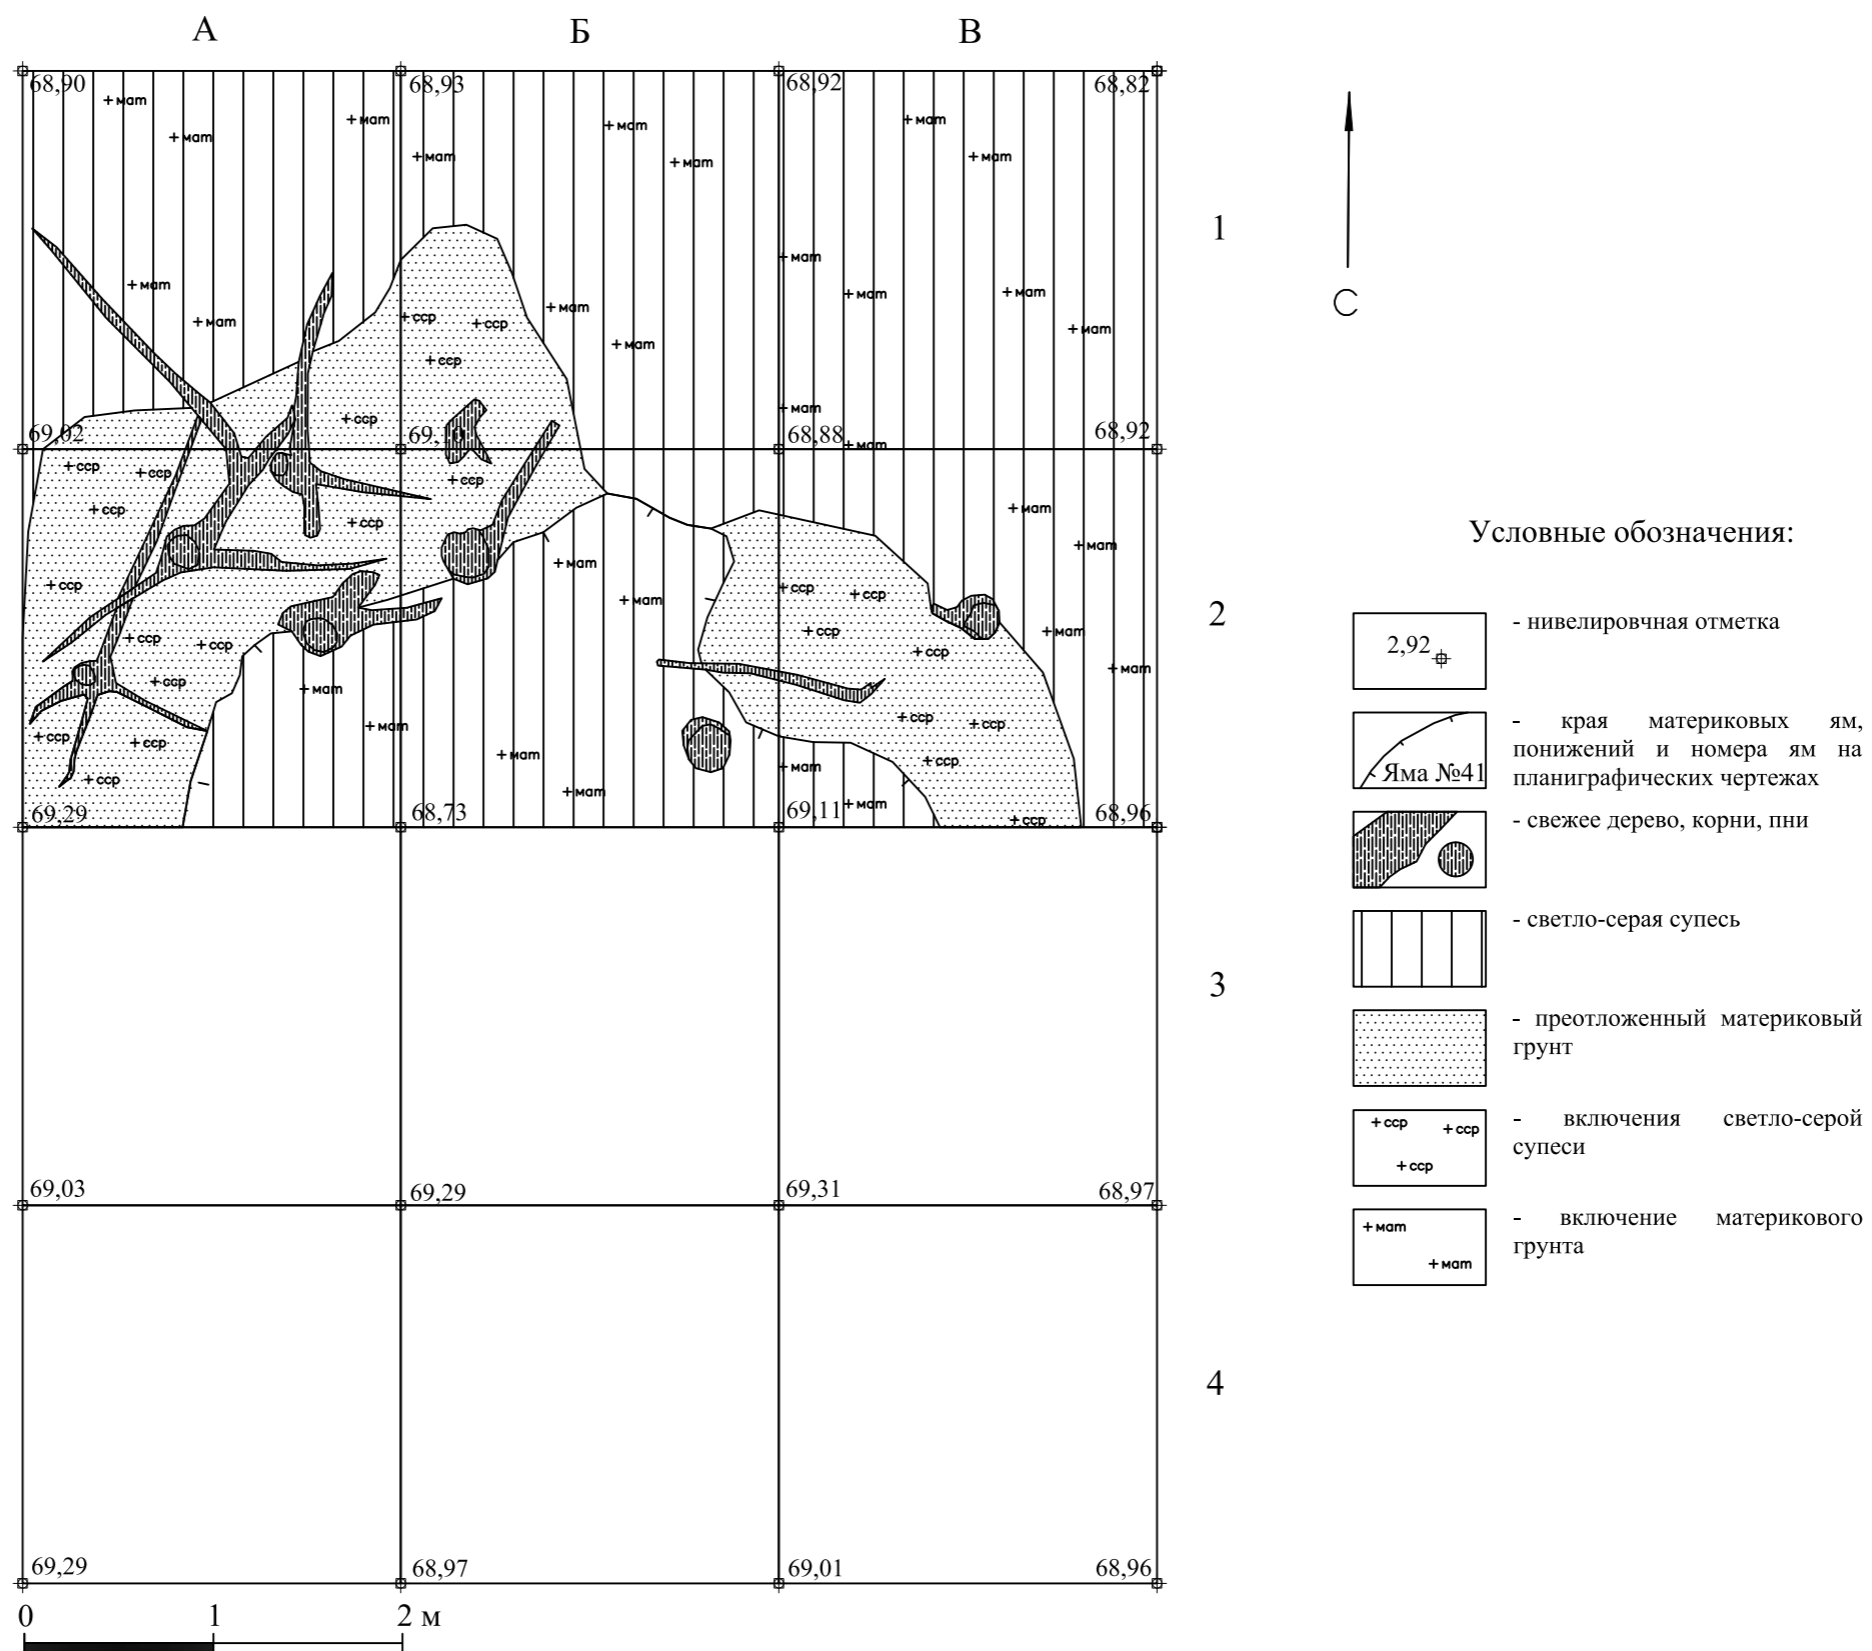 А Б В
68,90 68,93 68,92 68,82
+мат +мат +мат +мат
+мат +мат +мат +мат
1
+мат +мат +мат +мат
+мат +мат +мат +мат
+сср +сср
+сср
+сср +мат
69,02 69,10 68,88 +мат 68,92
+сср +сср +сср +мат
+сср +сср +мат
+мат
+сср +мат +сср +сср
2
+сср +сср +сср +сср +мат
+сср +мат +мат
+сср +сср +мат +мат +сср +сср
+сср +мат +мат +сср
+мат +сср
69,29 68,73 69,11 68,96
3
69,03 69,29 69,31 68,97
4
69,29 68,97 69,01 68,96
0 1 2 м
С
Условные обозначения:
2,92
- нивелировчная отметка
Яма №41
- края материковых ям,
понижений и номера ям на
планиграфических чертежах
- свежее дерево, корни, пни
- светло-серая супесь
- преотложенный материковый
грунт
+сср +сср
+сср
- включения светло-серой
супеси
+мат
+мат
- включение материкового
грунта